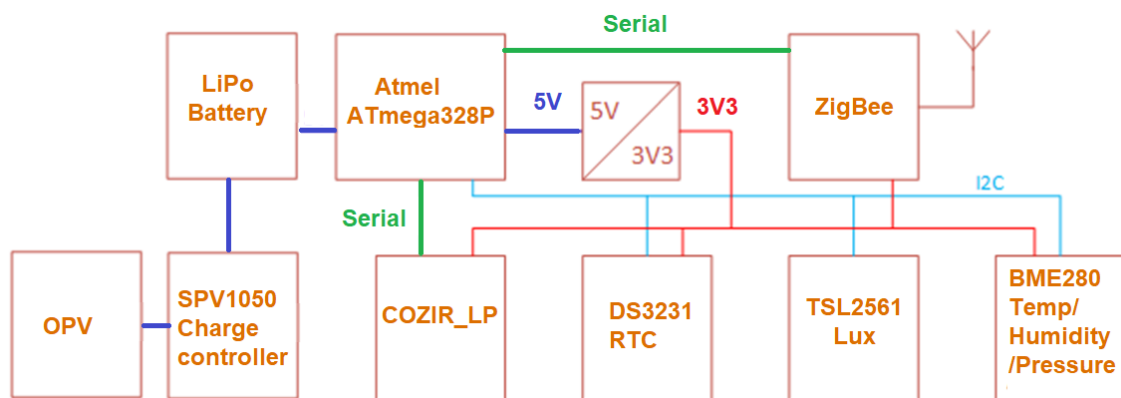 Serial
LiPo
Battery
Atmel
ATmega328P
5V
5V
3V3
3V3
ZigBee
I2C
Serial
OPV
SPV1050
Charge
controller
COZIR_LP
DS3231
RTC
TSL2561
Lux
BME280
Temp/
Humidity
/Pressure